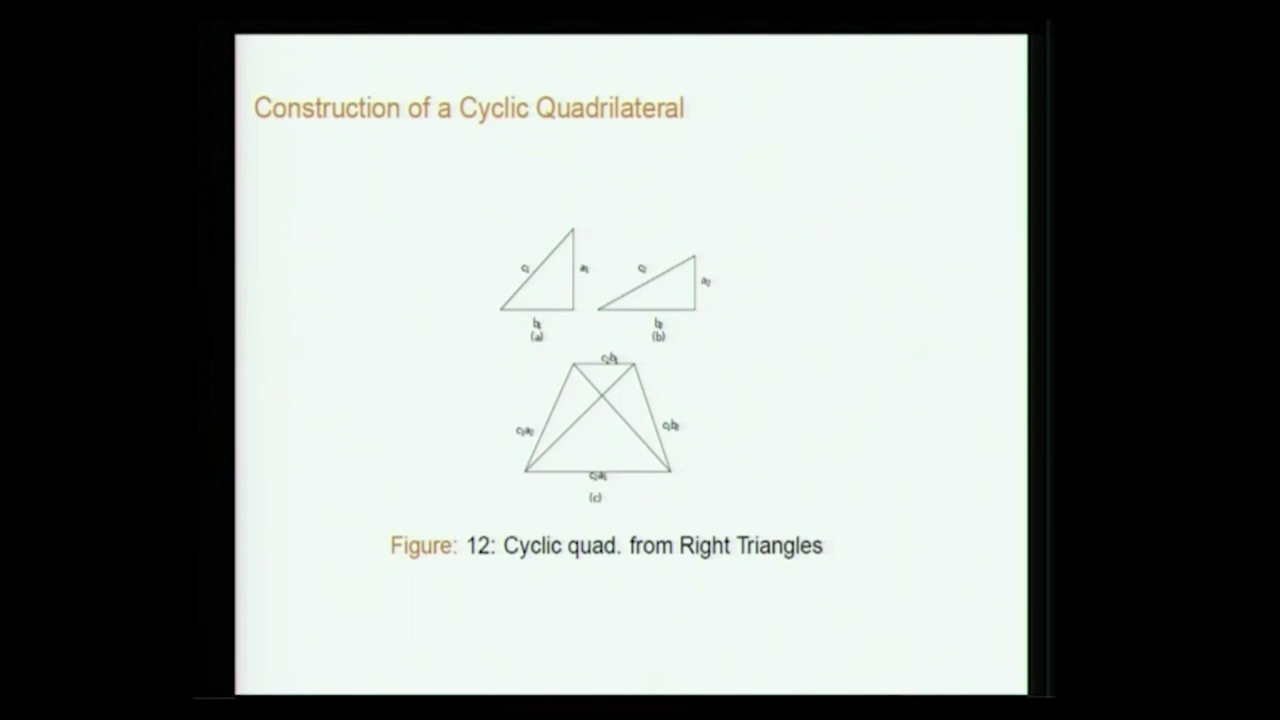 Construction of a Cyclic Quadrilateral
c₁ a₁ c₂ a₂
b₁ b₂
(a) (b)
c₂b₁
c₁a₂ c₁b₂
c₂a₁
(c)
Figure: 12: Cyclic quad. from Right Triangles